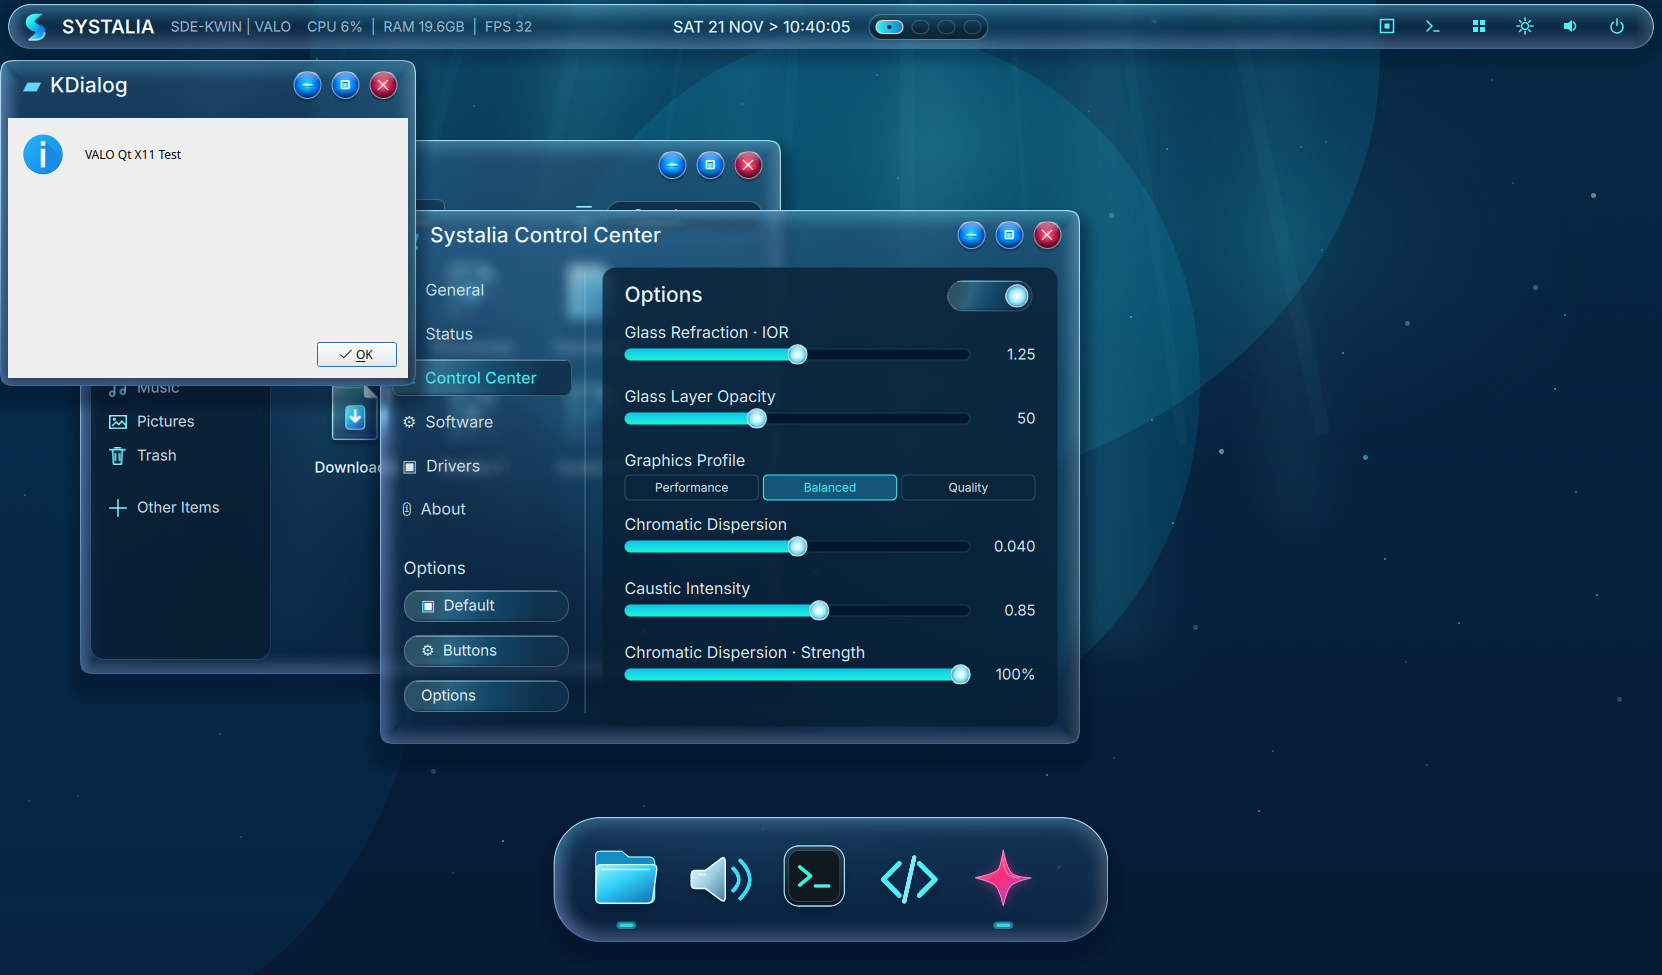 SYSTALIA SDE-KWIN | VALO CPU 6% | RAM 19.6GB | FPS 32 SAT 21 NOV > 10:40:05
KDialog
VALO Qt X11 Test
OK
Music
Pictures
Trash
Other Items
Systalia Control Center
General
Status
Control Center
Software
Drivers
About
Options
Default
Buttons
Options
Options
Glass Refraction · IOR
1.25
Glass Layer Opacity
50
Graphics Profile
Performance Balanced Quality
Chromatic Dispersion
0.040
Caustic Intensity
0.85
Chromatic Dispersion · Strength
100%